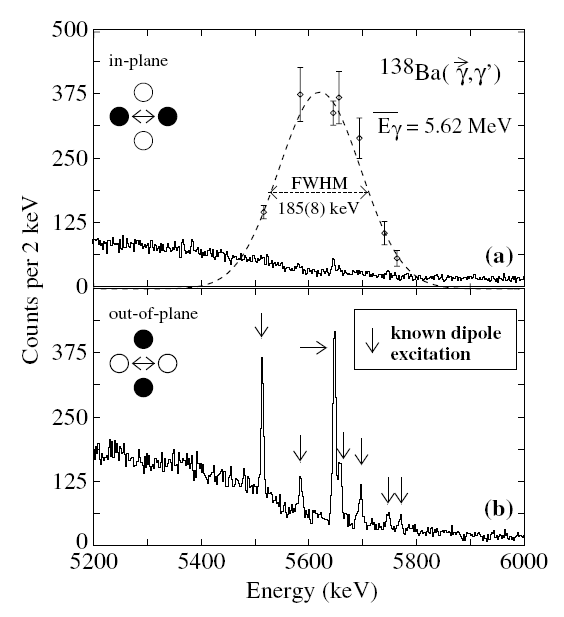 500
in-plane
¹³⁸Ba(γ⃗,γ’)
375
E̅γ = 5.62 MeV
250
FWHM
185(8) keV
125
(a)
0
Counts per 2 keV
out-of-plane
known dipole
excitation
375
250
125
(b)
0
5200 5400 5600 5800 6000
Energy (keV)